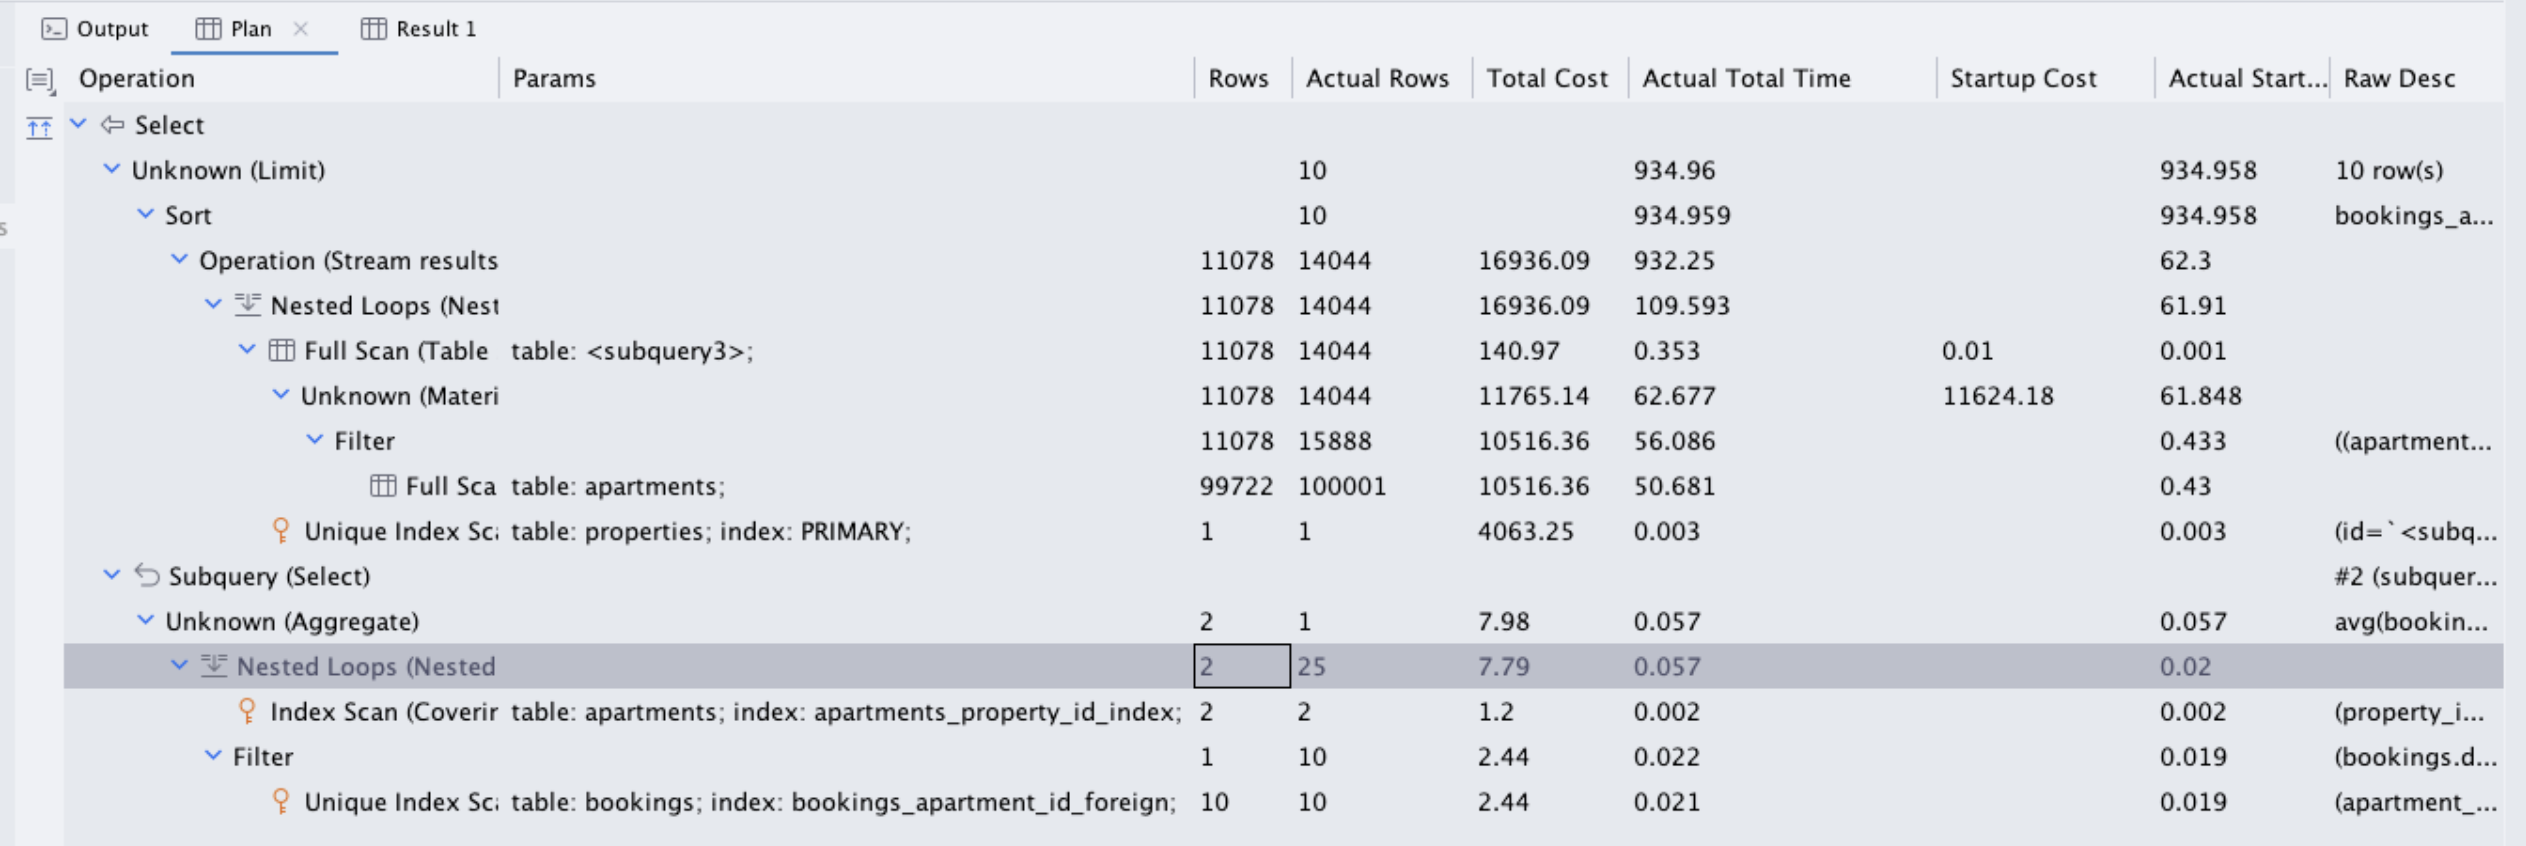 Output Plan Result 1
Operation Params Rows Actual Rows Total Cost Actual Total Time Startup Cost Actual Start... Raw Desc
Select
Unknown (Limit) 10 934.96 934.958 10 row(s)
s Sort 10 934.959 934.958 bookings_a...
Operation (Stream results 11078 14044 16936.09 932.25 62.3
Nested Loops (Nest 11078 14044 16936.09 109.593 61.91
Full Scan (Table table: <subquery3>; 11078 14044 140.97 0.353 0.01 0.001
Unknown (Materi 11078 14044 11765.14 62.677 11624.18 61.848
Filter 11078 15888 10516.36 56.086 0.433 ((apartment...
Full Sca table: apartments; 99722 100001 10516.36 50.681 0.43
Unique Index Sc table: properties; index: PRIMARY; 1 1 4063.25 0.003 0.003 (id=`<subq...
Subquery (Select) #2 (subquer...
Unknown (Aggregate) 2 1 7.98 0.057 0.057 avg(bookin...
Nested Loops (Nested 2 25 7.79 0.057 0.02
Index Scan (Coverir table: apartments; index: apartments_property_id_index; 2 2 1.2 0.002 0.002 (property_i...
Filter 1 10 2.44 0.022 0.019 (bookings.d...
Unique Index Sc table: bookings; index: bookings_apartment_id_foreign; 10 10 2.44 0.021 0.019 (apartment_...